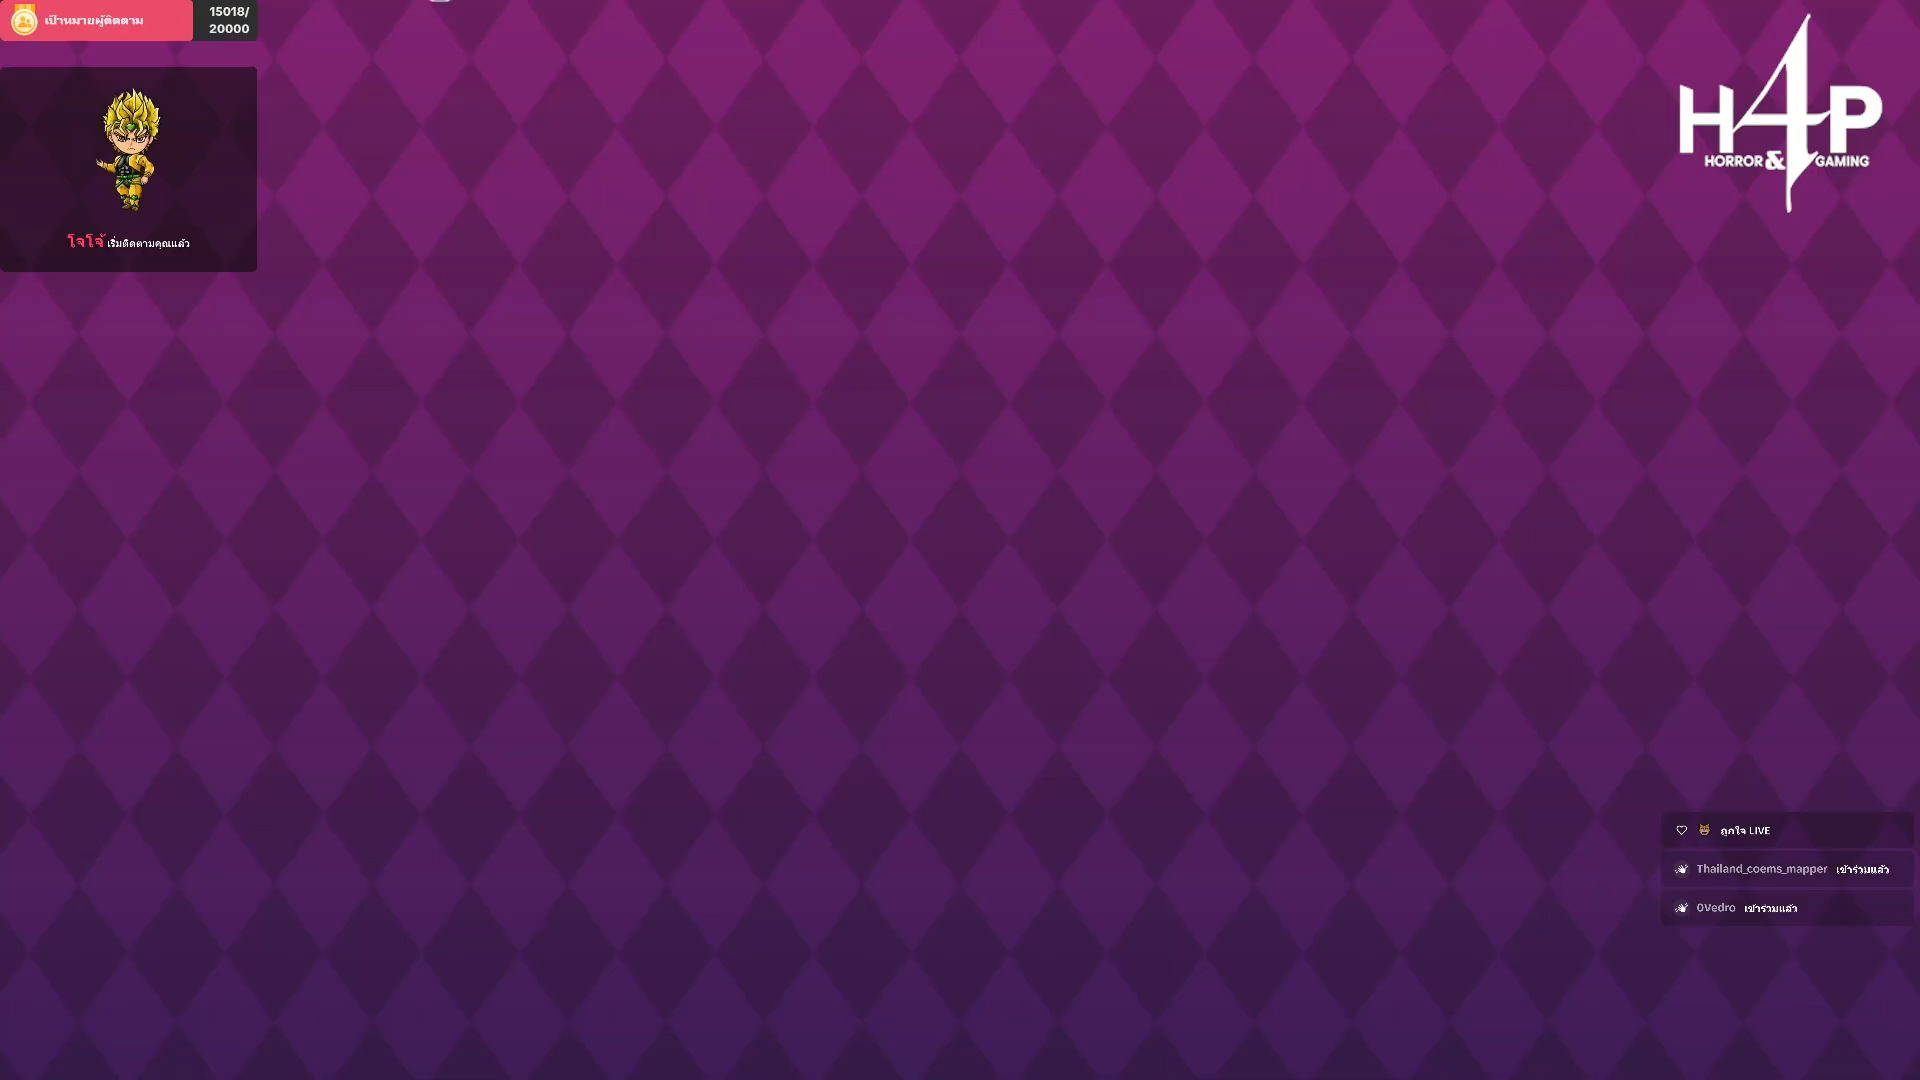 เป้าหมายผู้ติดตาม
15018/
20000
H4P
HORROR & GAMING
โจโจ้ เริ่มติดตามคุณแล้ว
ถูกใจ LIVE
Thailand_coems_mapper เข้าร่วมแล้ว
0Vedro เข้าร่วมแล้ว